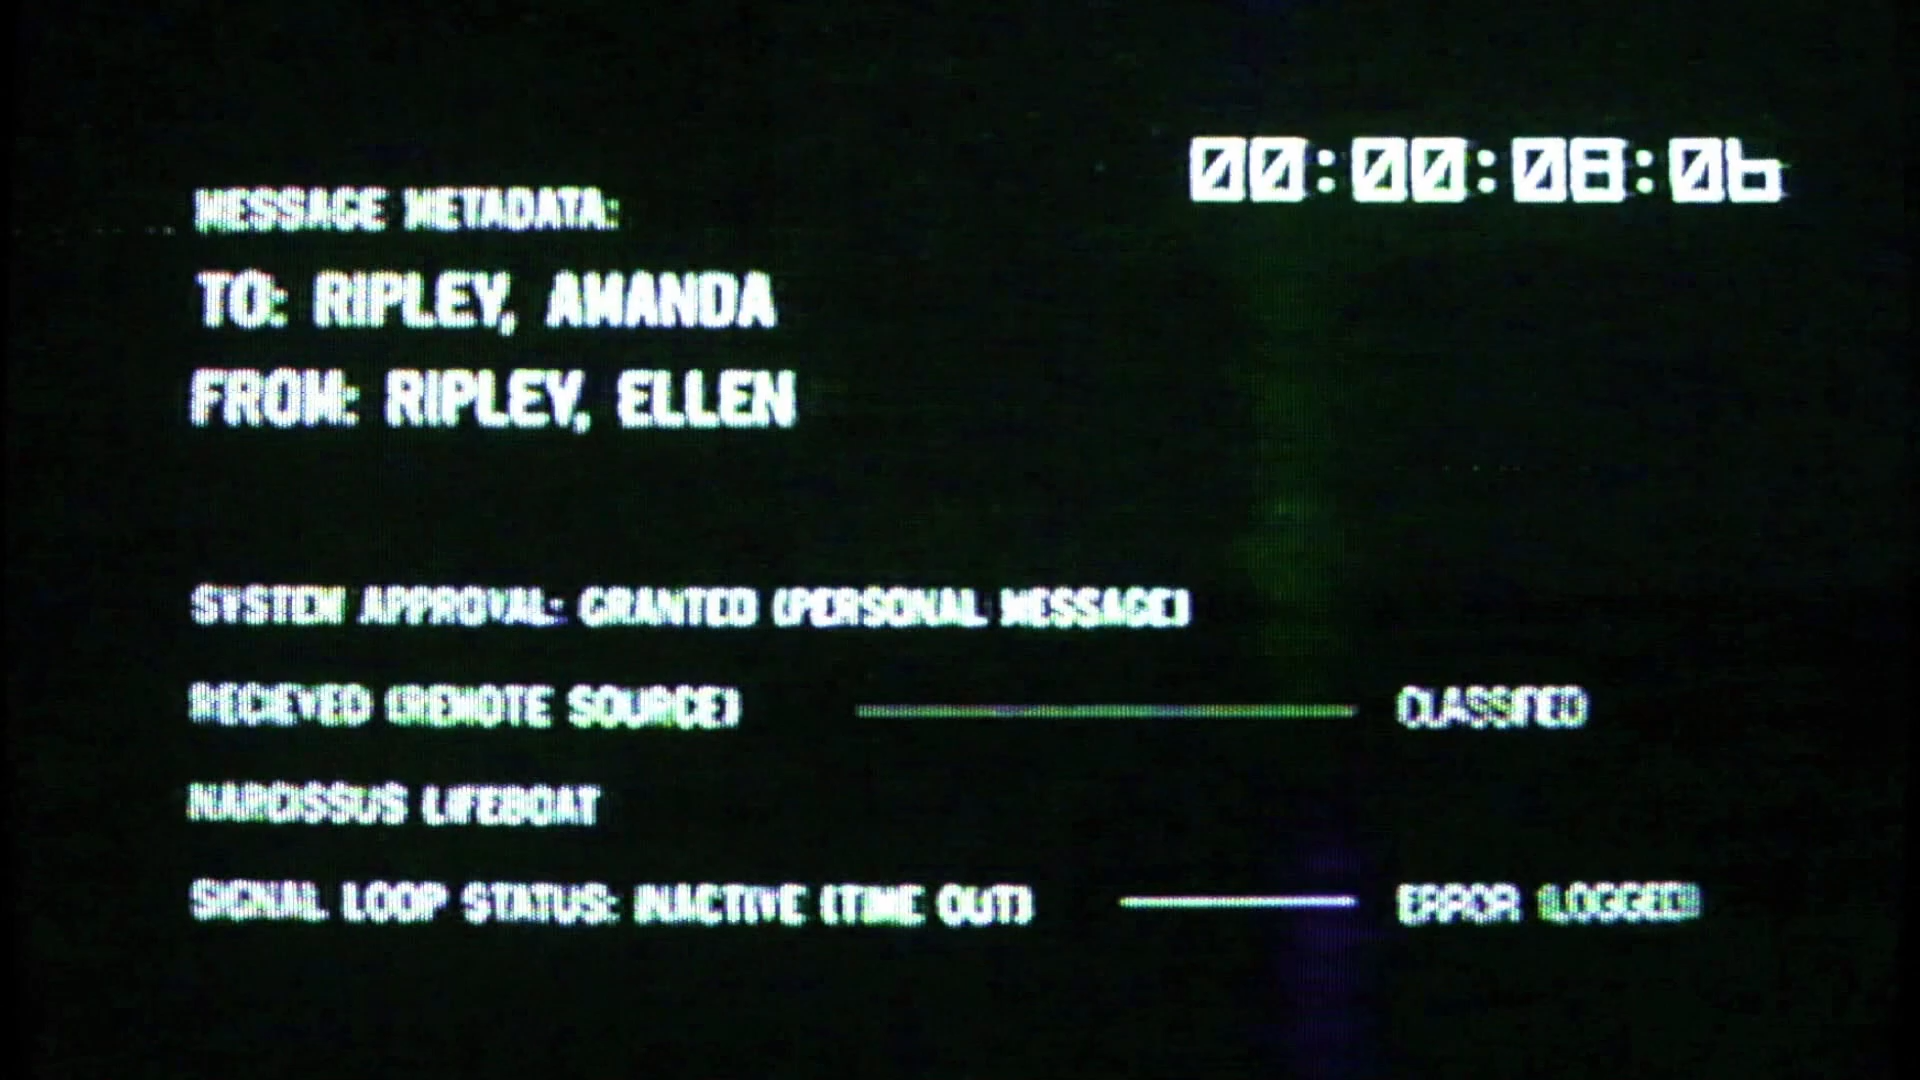 00:00:08:06
MESSAGE METADATA:
TO: RIPLEY, AMANDA
FROM: RIPLEY, ELLEN
SYSTEM APPROVAL: GRANTED (PERSONAL MESSAGE)
RECIEVED (REMOTE SOURCE) CLASSIFIED
NARCISSUS LIFEBOAT
SIGNAL LOOP STATUS: INACTIVE (TIME OUT) ERROR (LOGGED)